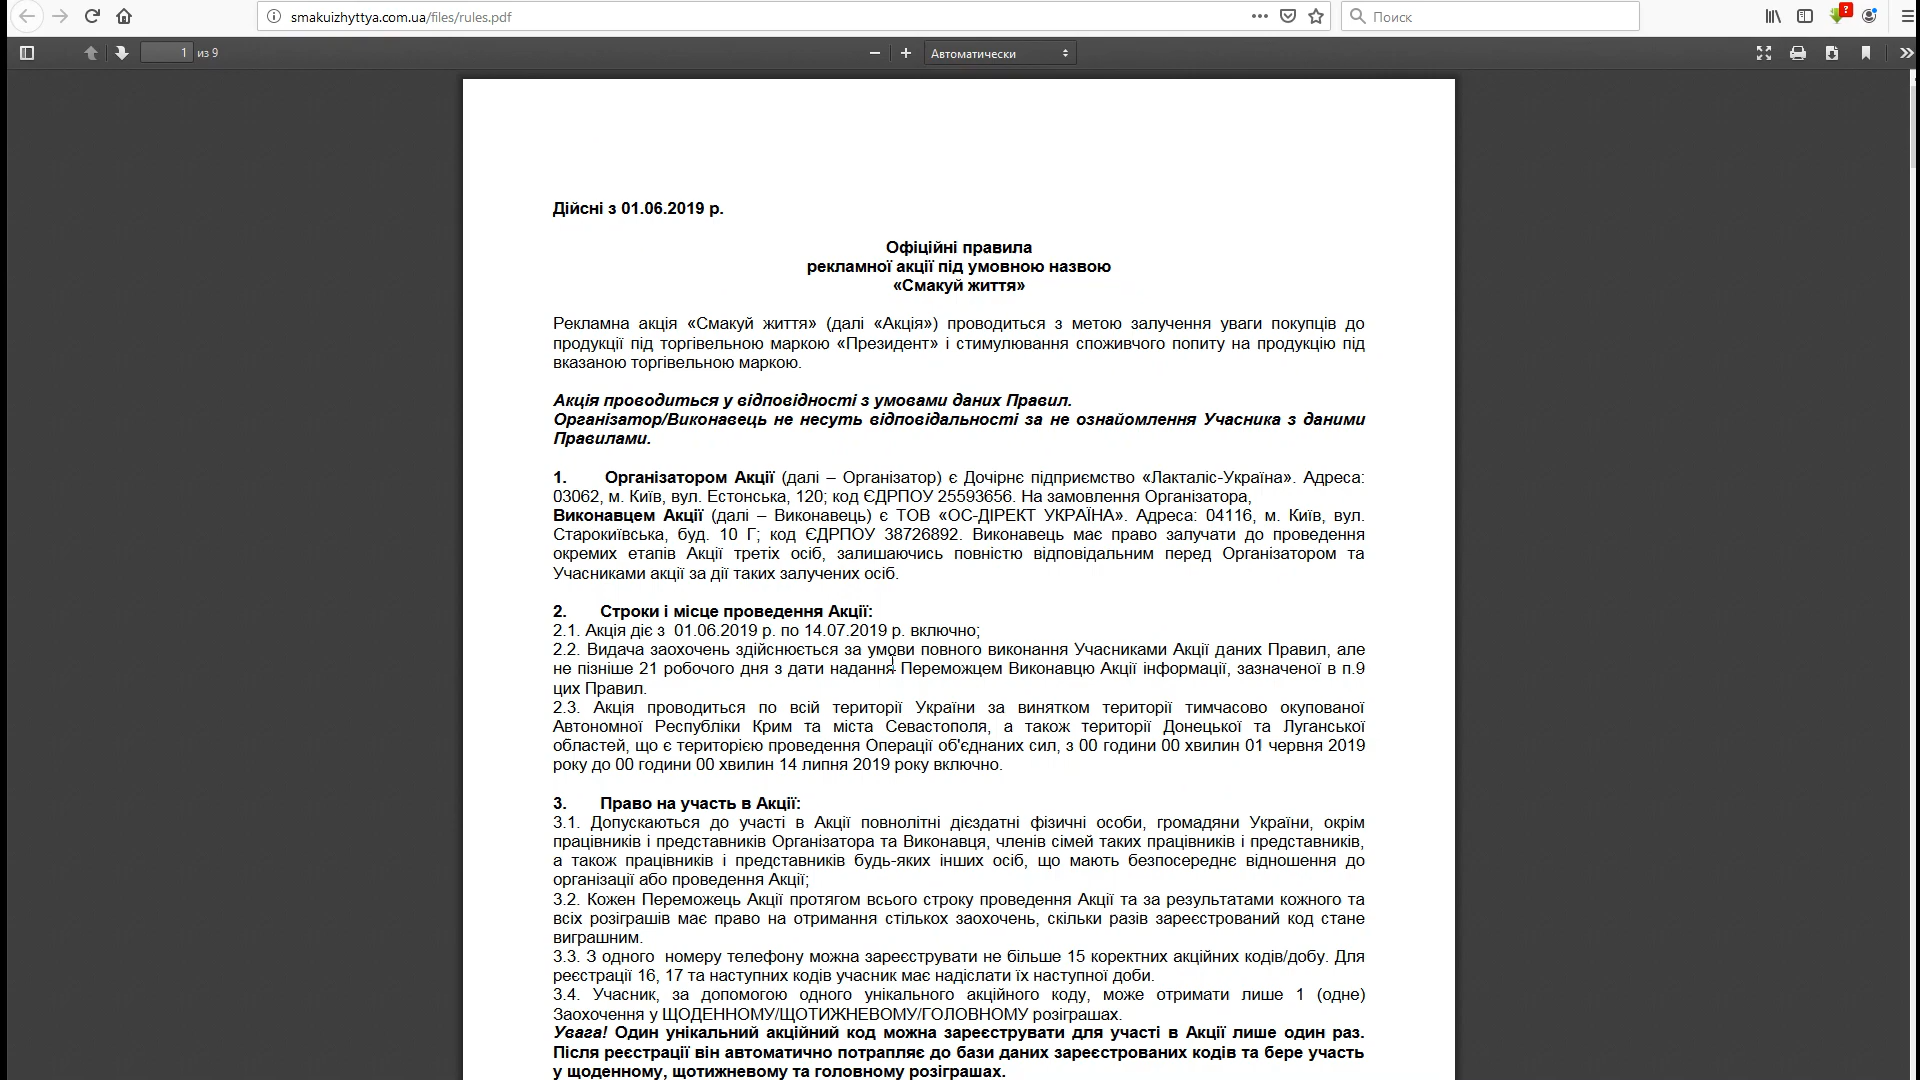 smakuizhyttya.com.ua/files/rules.pdf
Поиск
?
1 из 9
Автоматически
Дійсні з 01.06.2019 р.
Офіційні правила
рекламної акції під умовною назвою
«Смакуй життя»
Рекламна акція «Смакуй життя» (далі «Акція») проводиться з метою залучення уваги покупців до
продукції під торгівельною маркою «Президент» і стимулювання споживчого попиту на продукцію під
вказаною торгівельною маркою.
Акція проводиться у відповідності з умовами даних Правил.
Організатор/Виконавець не несуть відповідальності за не ознайомлення Учасника з даними
Правилами.
1. Організатором Акції (далі – Організатор) є Дочірнє підприємство «Лакталіс-Україна». Адреса:
03062, м. Київ, вул. Естонська, 120; код ЄДРПОУ 25593656. На замовлення Організатора,
Виконавцем Акції (далі – Виконавець) є ТОВ «ОС-ДІРЕКТ УКРАЇНА». Адреса: 04116, м. Київ, вул.
Старокиївська, буд. 10 Г; код ЄДРПОУ 38726892. Виконавець має право залучати до проведення
окремих етапів Акції третіх осіб, залишаючись повністю відповідальним перед Організатором та
Учасниками акції за дії таких залучених осіб.
2. Строки і місце проведення Акції:
2.1. Акція діє з 01.06.2019 р. по 14.07.2019 р. включно;
2.2. Видача заохочень здійснюється за умови повного виконання Учасниками Акції даних Правил, але
не пізніше 21 робочого дня з дати надання Переможцем Виконавцю Акції інформації, зазначеної в п.9
цих Правил.
2.3. Акція проводиться по всій території України за винятком території тимчасово окупованої
Автономної Республіки Крим та міста Севастополя, а також території Донецької та Луганської
областей, що є територією проведення Операції об'єднаних сил, з 00 години 00 хвилин 01 червня 2019
року до 00 години 00 хвилин 14 липня 2019 року включно.
3. Право на участь в Акції:
3.1. Допускаються до участі в Акції повнолітні дієздатні фізичні особи, громадяни України, окрім
працівників і представників Організатора та Виконавця, членів сімей таких працівників і представників,
а також працівників і представників будь-яких інших осіб, що мають безпосереднє відношення до
організації або проведення Акції;
3.2. Кожен Переможець Акції протягом всього строку проведення Акції та за результатами кожного та
всіх розіграшів має право на отримання стількох заохочень, скільки разів зареєстрований код стане
виграшним.
3.3. З одного номеру телефону можна зареєструвати не більше 15 коректних акційних кодів/добу. Для
реєстрації 16, 17 та наступних кодів учасник має надіслати їх наступної доби.
3.4. Учасник, за допомогою одного унікального акційного коду, може отримати лише 1 (одне)
Заохочення у ЩОДЕННОМУ/ЩОТИЖНЕВОМУ/ГОЛОВНОМУ розіграшах.
Увага! Один унікальний акційний код можна зареєструвати для участі в Акції лише один раз.
Після реєстрації він автоматично потрапляє до бази даних зареєстрованих кодів та бере участь
у щоденному, щотижневому та головному розіграшах.